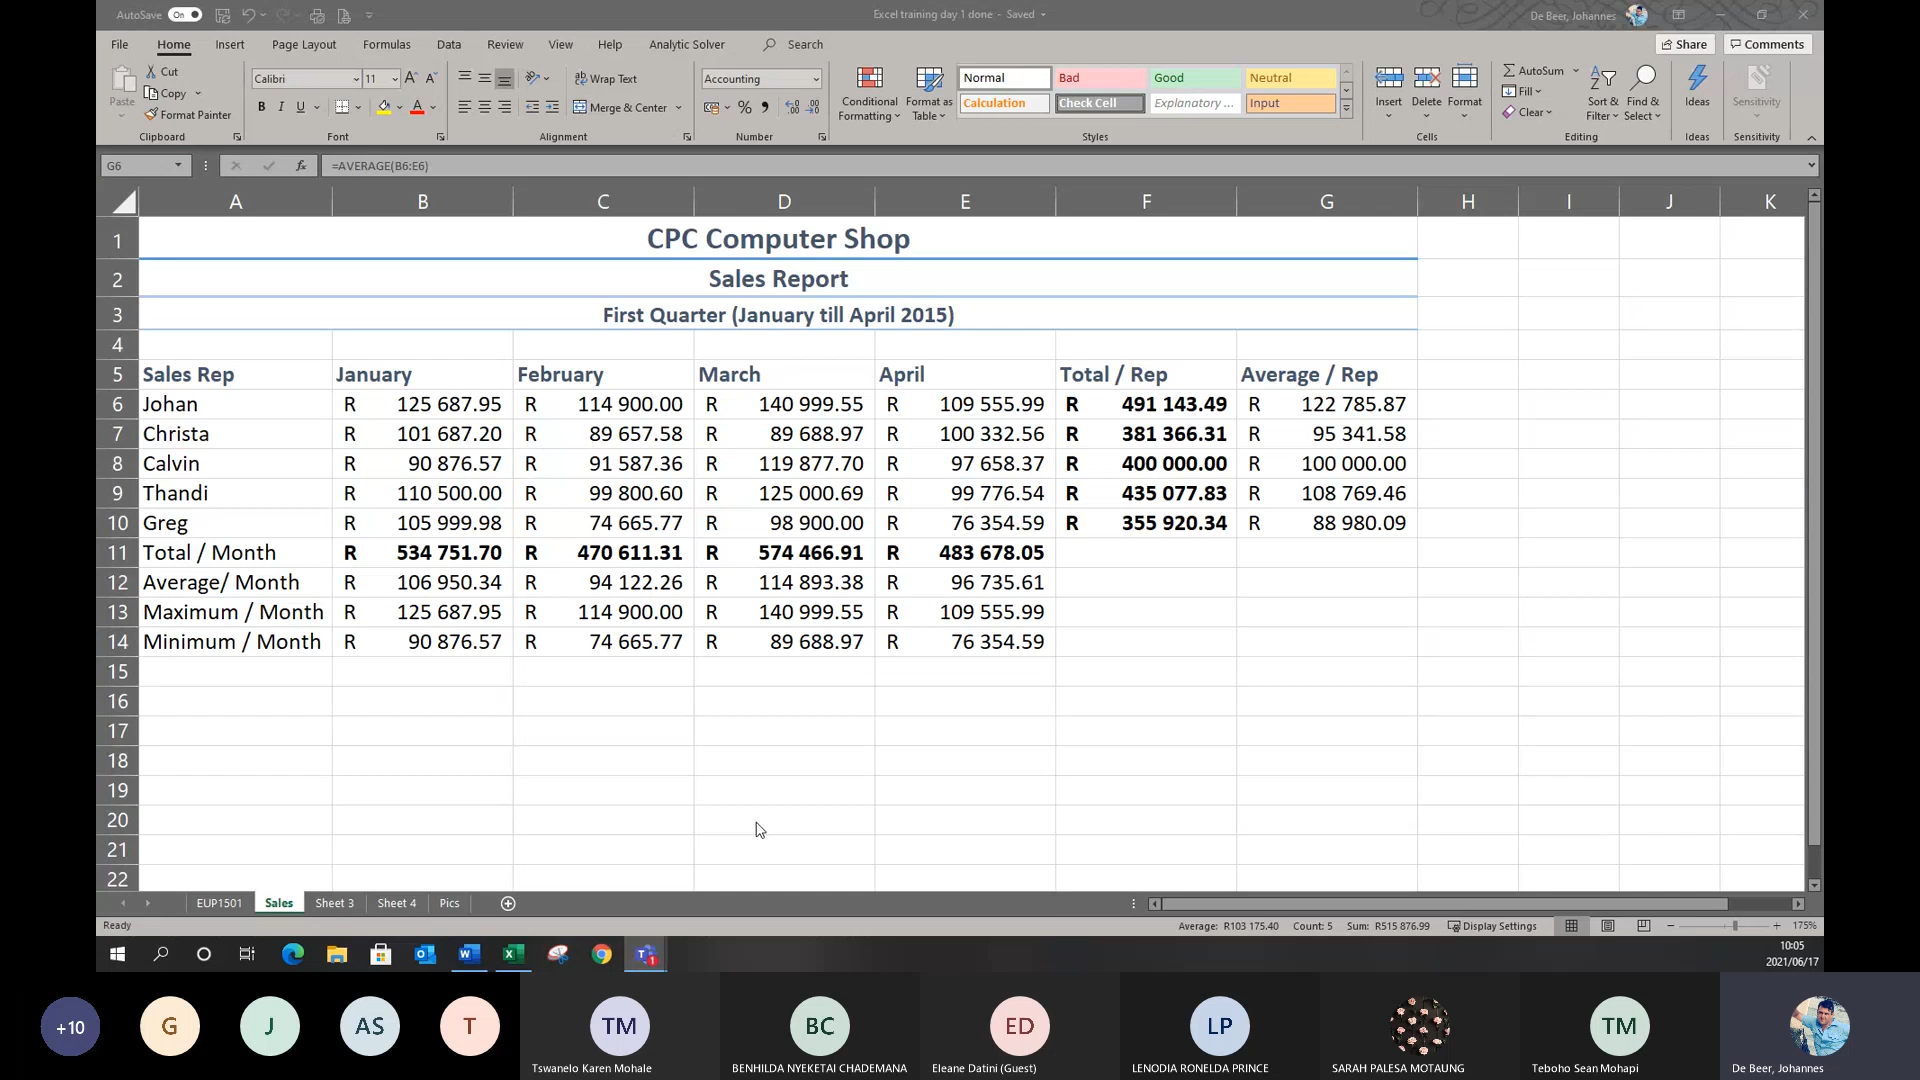 AutoSave On Excel training day 1 done - Saved De Beer, Johannes
File Home Insert Page Layout Formulas Data Review View Help Analytic Solver Search Share Comments
Paste
Cut
Copy
Format Painter
Clipboard
Calibri 11
B I U
Font
Wrap Text
Merge & Center
Alignment
Accounting
Number
Conditional Formatting
Format as Table
Normal Bad Good Neutral
Calculation Check Cell Explanatory ... Input
Styles
Insert Delete Format
Cells
AutoSum
Fill
Clear
Sort & Filter
Find & Select
Editing
Ideas
Ideas
Sensitivity
Sensitivity
G6 fx =AVERAGE(B6:E6)
A B C D E F G H I J K
1 CPC Computer Shop
2 Sales Report
3 First Quarter (January till April 2015)
4
5 Sales Rep January February March April Total / Rep Average / Rep
6 Johan R 125 687.95 R 114 900.00 R 140 999.55 R 109 555.99 R 491 143.49 R 122 785.87
7 Christa R 101 687.20 R 89 657.58 R 89 688.97 R 100 332.56 R 381 366.31 R 95 341.58
8 Calvin R 90 876.57 R 91 587.36 R 119 877.70 R 97 658.37 R 400 000.00 R 100 000.00
9 Thandi R 110 500.00 R 99 800.60 R 125 000.69 R 99 776.54 R 435 077.83 R 108 769.46
10 Greg R 105 999.98 R 74 665.77 R 98 900.00 R 76 354.59 R 355 920.34 R 88 980.09
11 Total / Month R 534 751.70 R 470 611.31 R 574 466.91 R 483 678.05
12 Average/ Month R 106 950.34 R 94 122.26 R 114 893.38 R 96 735.61
13 Maximum / Month R 125 687.95 R 114 900.00 R 140 999.55 R 109 555.99
14 Minimum / Month R 90 876.57 R 74 665.77 R 89 688.97 R 76 354.59
15
16
17
18
19
20
21
22
EUP1501 Sales Sheet 3 Sheet 4 Pics
Ready Average: R103 175.40 Count: 5 Sum: R515 876.99 Display Settings 175%
10:05
2021/06/17
+10 G J AS T TM BC ED LP TM
Tswanelo Karen Mohale BENHILDA NYEKETAI CHADEMANA Eleane Datini (Guest) LENODIA RONELDA PRINCE SARAH PALESA MOTAUNG Teboho Sean Mohapi De Beer, Johannes